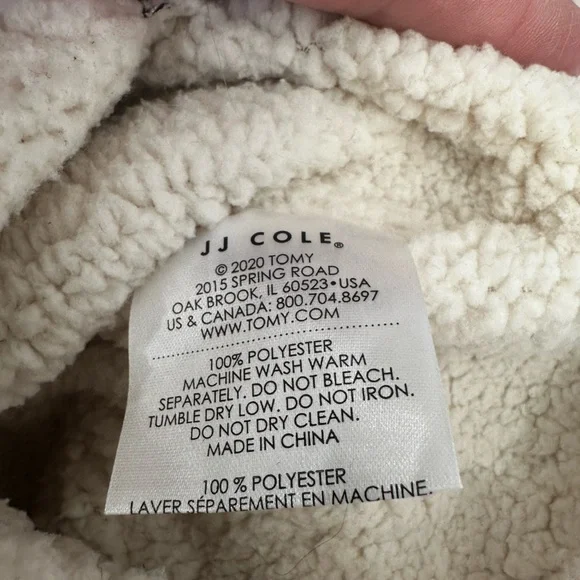 JJ COLE®
© 2020 TOMY
2015 SPRING ROAD
OAK BROOK, IL 60523•USA
US & CANADA: 800.704.8697
WWW.TOMY.COM
100% POLYESTER
MACHINE WASH WARM
SEPARATELY. DO NOT BLEACH.
TUMBLE DRY LOW. DO NOT IRON.
DO NOT DRY CLEAN.
MADE IN CHINA
100 % POLYESTER
LAVER SÉPARÉMENT EN MACHINE.